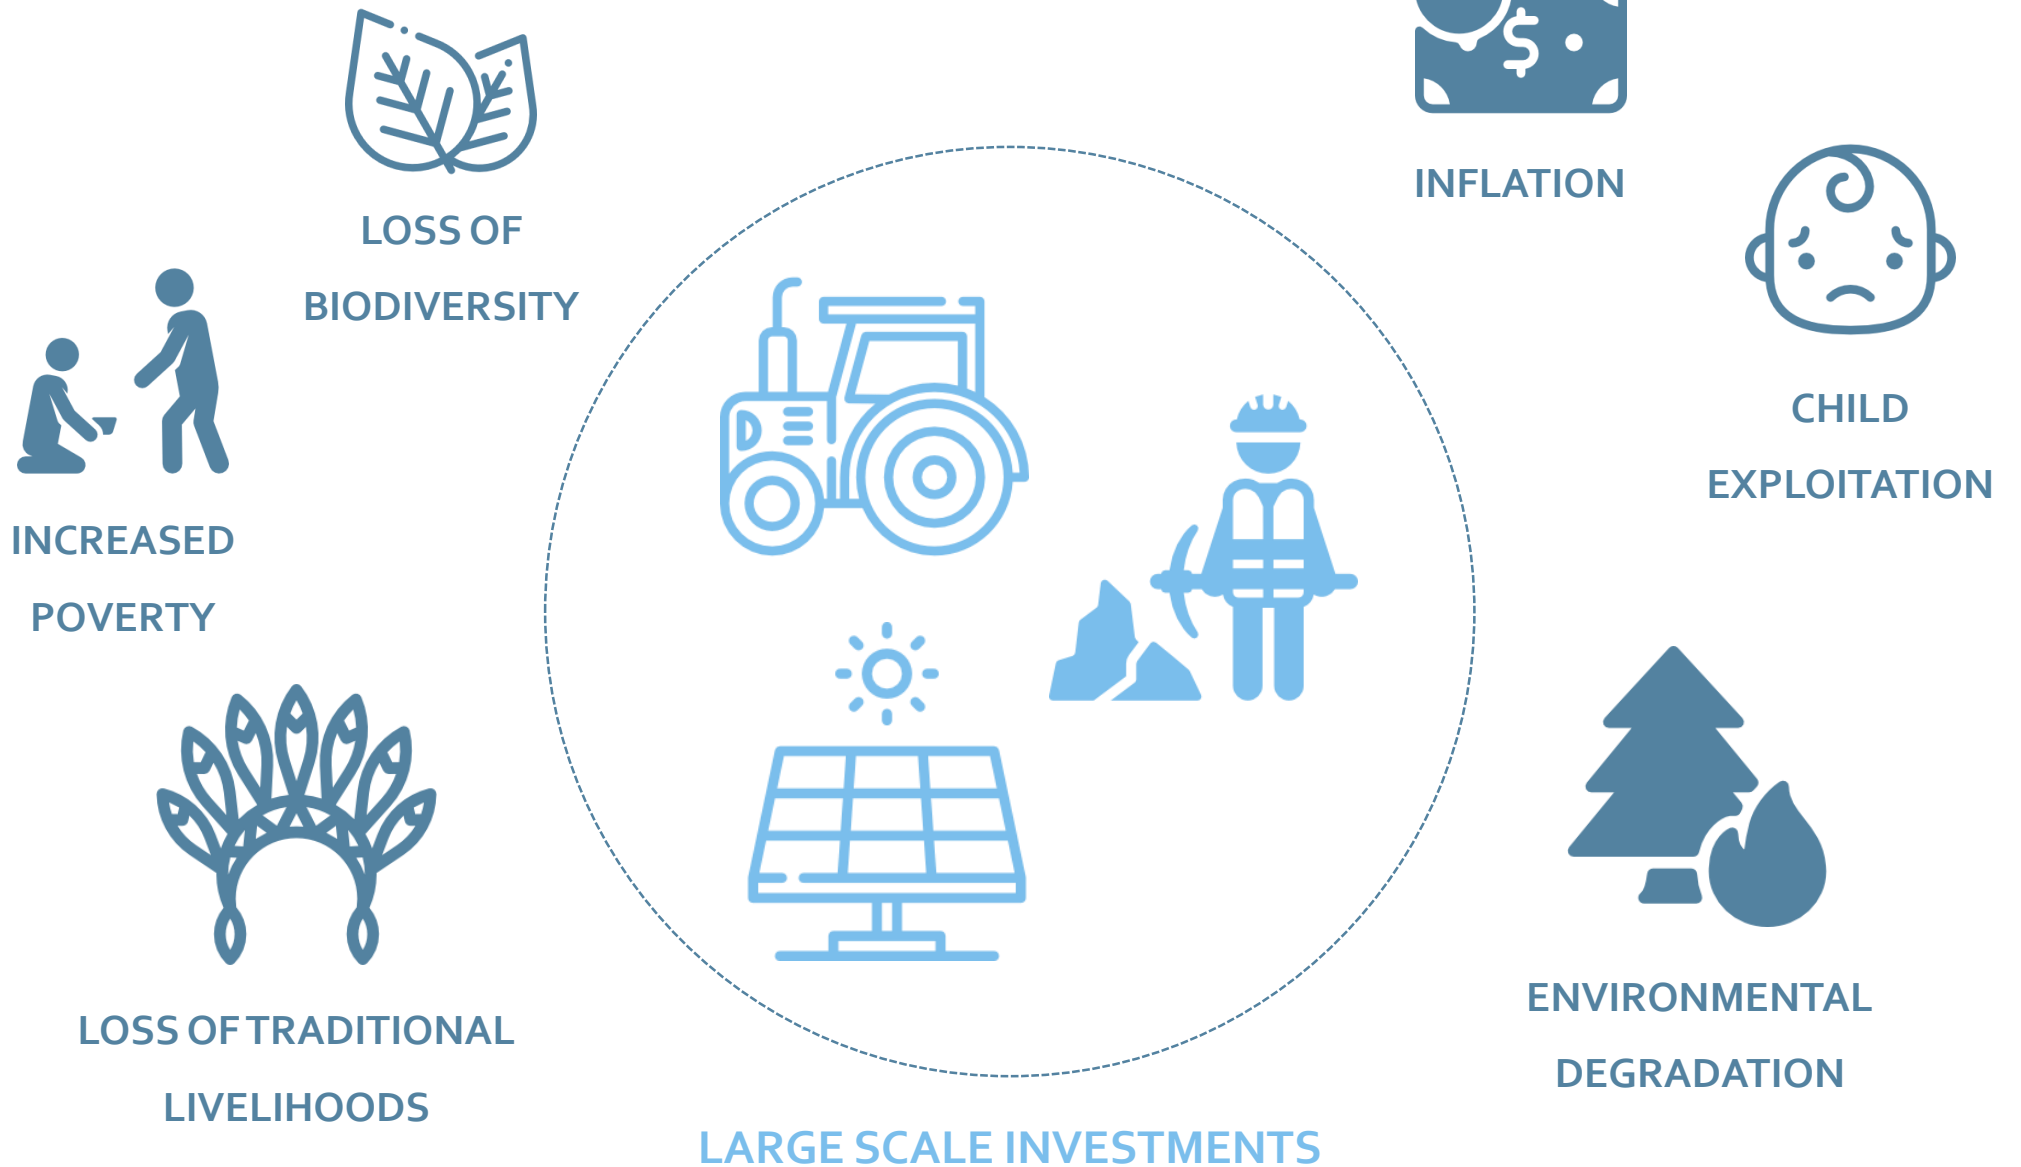 LOSS OF
BIODIVERSITY
INCREASED
POVERTY
LOSS OF TRADITIONAL
LIVELIHOODS
$
INFLATION
CHILD
EXPLOITATION
ENVIRONMENTAL
DEGRADATION
LARGE SCALE INVESTMENTS